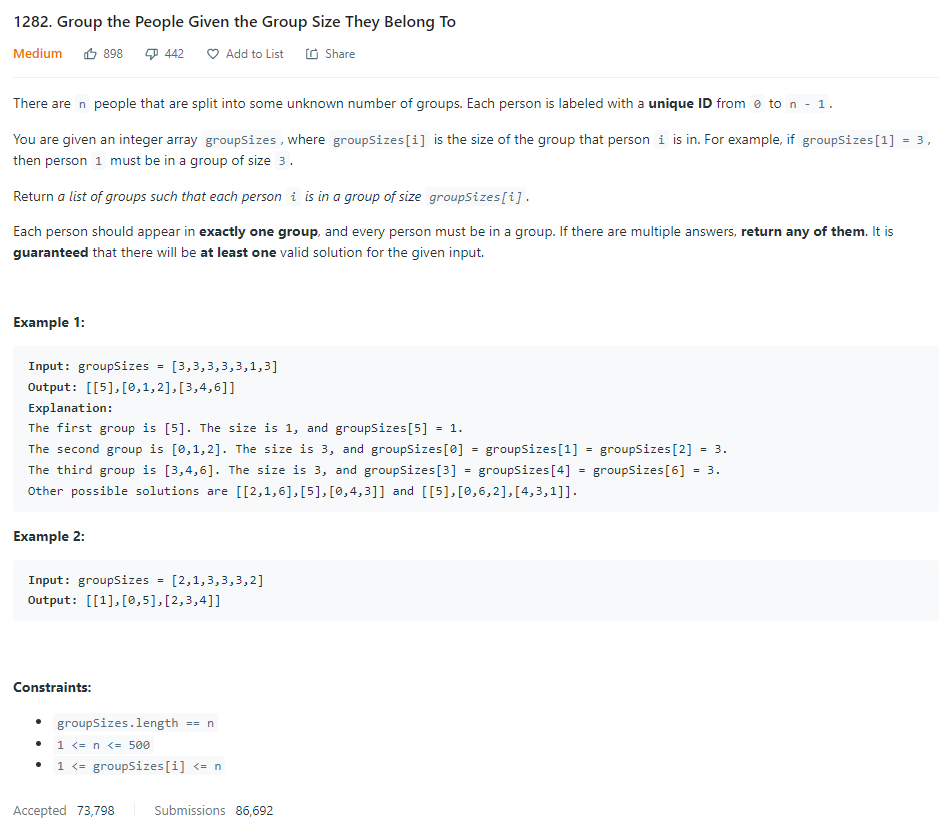 1282. Group the People Given the Group Size They Belong To
Medium 898 442 Add to List Share
There are n people that are split into some unknown number of groups. Each person is labeled with a unique ID from 0 to n - 1.
You are given an integer array groupSizes, where groupSizes[i] is the size of the group that person i is in. For example, if groupSizes[1] = 3,
then person 1 must be in a group of size 3.
Return a list of groups such that each person i is in a group of size groupSizes[i].
Each person should appear in exactly one group, and every person must be in a group. If there are multiple answers, return any of them. It is
guaranteed that there will be at least one valid solution for the given input.
Example 1:
Input: groupSizes = [3,3,3,3,3,1,3]
Output: [[5],[0,1,2],[3,4,6]]
Explanation:
The first group is [5]. The size is 1, and groupSizes[5] = 1.
The second group is [0,1,2]. The size is 3, and groupSizes[0] = groupSizes[1] = groupSizes[2] = 3.
The third group is [3,4,6]. The size is 3, and groupSizes[3] = groupSizes[4] = groupSizes[6] = 3.
Other possible solutions are [[2,1,6],[5],[0,4,3]] and [[5],[0,6,2],[4,3,1]].
Example 2:
Input: groupSizes = [2,1,3,3,3,2]
Output: [[1],[0,5],[2,3,4]]
Constraints:
• groupSizes.length == n
• 1 <= n <= 500
• 1 <= groupSizes[i] <= n
Accepted 73,798 Submissions 86,692